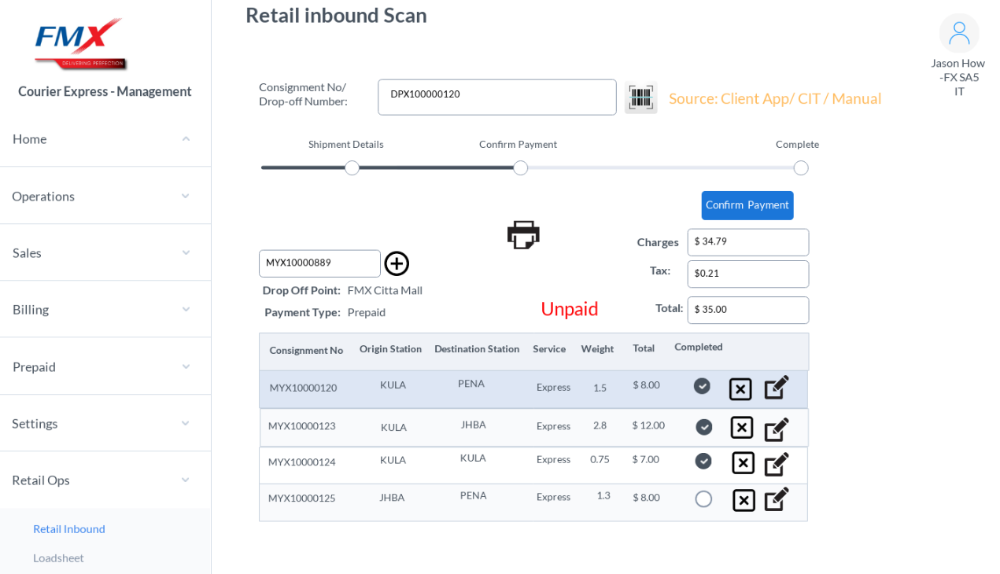 FMX
DELIVERING PERFECTION
Courier Express - Management
Home
Operations
Sales
Billing
Prepaid
Settings
Retail Ops
Retail Inbound
Loadsheet
Retail inbound Scan
Jason How
-FX SA5
IT
Consignment No/
Drop-off Number:
DPX100000120
Source: Client App/ CIT / Manual
Shipment Details Confirm Payment Complete
Confirm Payment
Charges $ 34.79
MYX10000889
Tax: $0.21
Drop Off Point: FMX Citta Mall
Payment Type: Prepaid
Unpaid
Total: $ 35.00
Consignment No Origin Station Destination Station Service Weight Total Completed
MYX10000120 KULA PENA Express 1.5 $ 8.00
MYX10000123 KULA JHBA Express 2.8 $ 12.00
MYX10000124 KULA KULA Express 0.75 $ 7.00
MYX10000125 JHBA PENA Express 1.3 $ 8.00